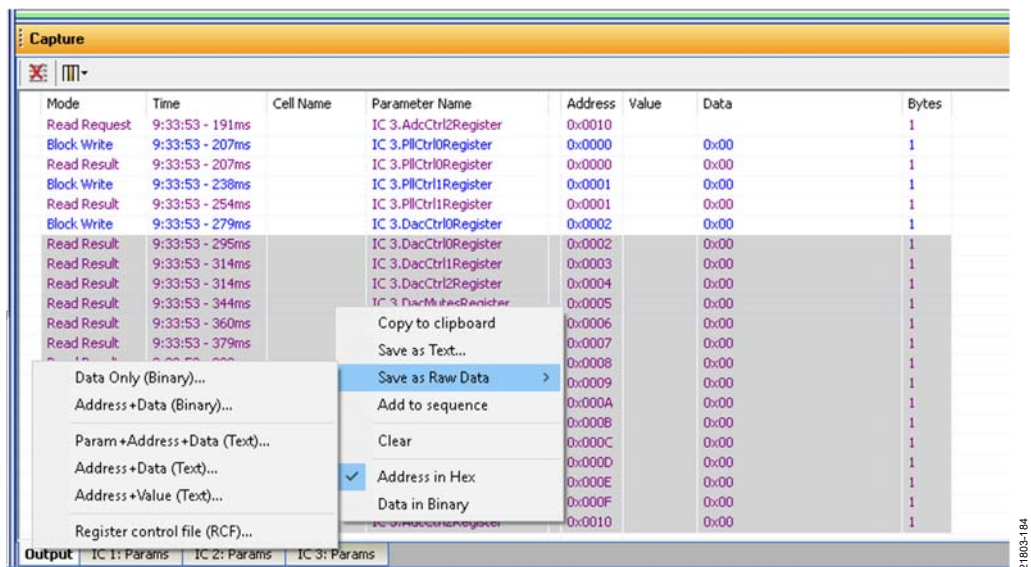 Capture
Mode Time Cell Name Parameter Name Address Value Data Bytes
Read Request 9:33:53 - 191ms IC 3.AdcCtrl2Register 0x0010 1
Block Write 9:33:53 - 207ms IC 3.PllCtrl0Register 0x0000 0x00 1
Read Result 9:33:53 - 207ms IC 3.PllCtrl0Register 0x0000 0x00 1
Block Write 9:33:53 - 238ms IC 3.PllCtrl1Register 0x0001 0x00 1
Read Result 9:33:53 - 254ms IC 3.PllCtrl1Register 0x0001 0x00 1
Block Write 9:33:53 - 279ms IC 3.DacCtrl0Register 0x0002 0x00 1
Read Result 9:33:53 - 295ms IC 3.DacCtrl0Register 0x0002 0x00 1
Read Result 9:33:53 - 314ms IC 3.DacCtrl1Register 0x0003 0x00 1
Read Result 9:33:53 - 314ms IC 3.DacCtrl2Register 0x0004 0x00 1
Read Result 9:33:53 - 344ms IC 3.DacMutesRegister 0x0005 0x00 1
Read Result 9:33:53 - 360ms 0x0006 0x00 1
Read Result 9:33:53 - 379ms 0x0007 0x00 1
0x0008 0x00 1
0x0009 0x00 1
0x000A 0x00 1
0x000B 0x00 1
0x000C 0x00 1
0x000D 0x00 1
0x000E 0x00 1
0x000F 0x00 1
IC 3.AdcCtrl2Register 0x0010 0x00 1
Copy to clipboard
Save as Text...
Save as Raw Data >
Add to sequence
Clear
Address in Hex
Data in Binary
Data Only (Binary)...
Address+Data (Binary)...
Param+Address+Data (Text)...
Address+Data (Text)...
Address+Value (Text)...
Register control file (RCF)...
Output IC 1: Params IC 2: Params IC 3: Params
21803-184